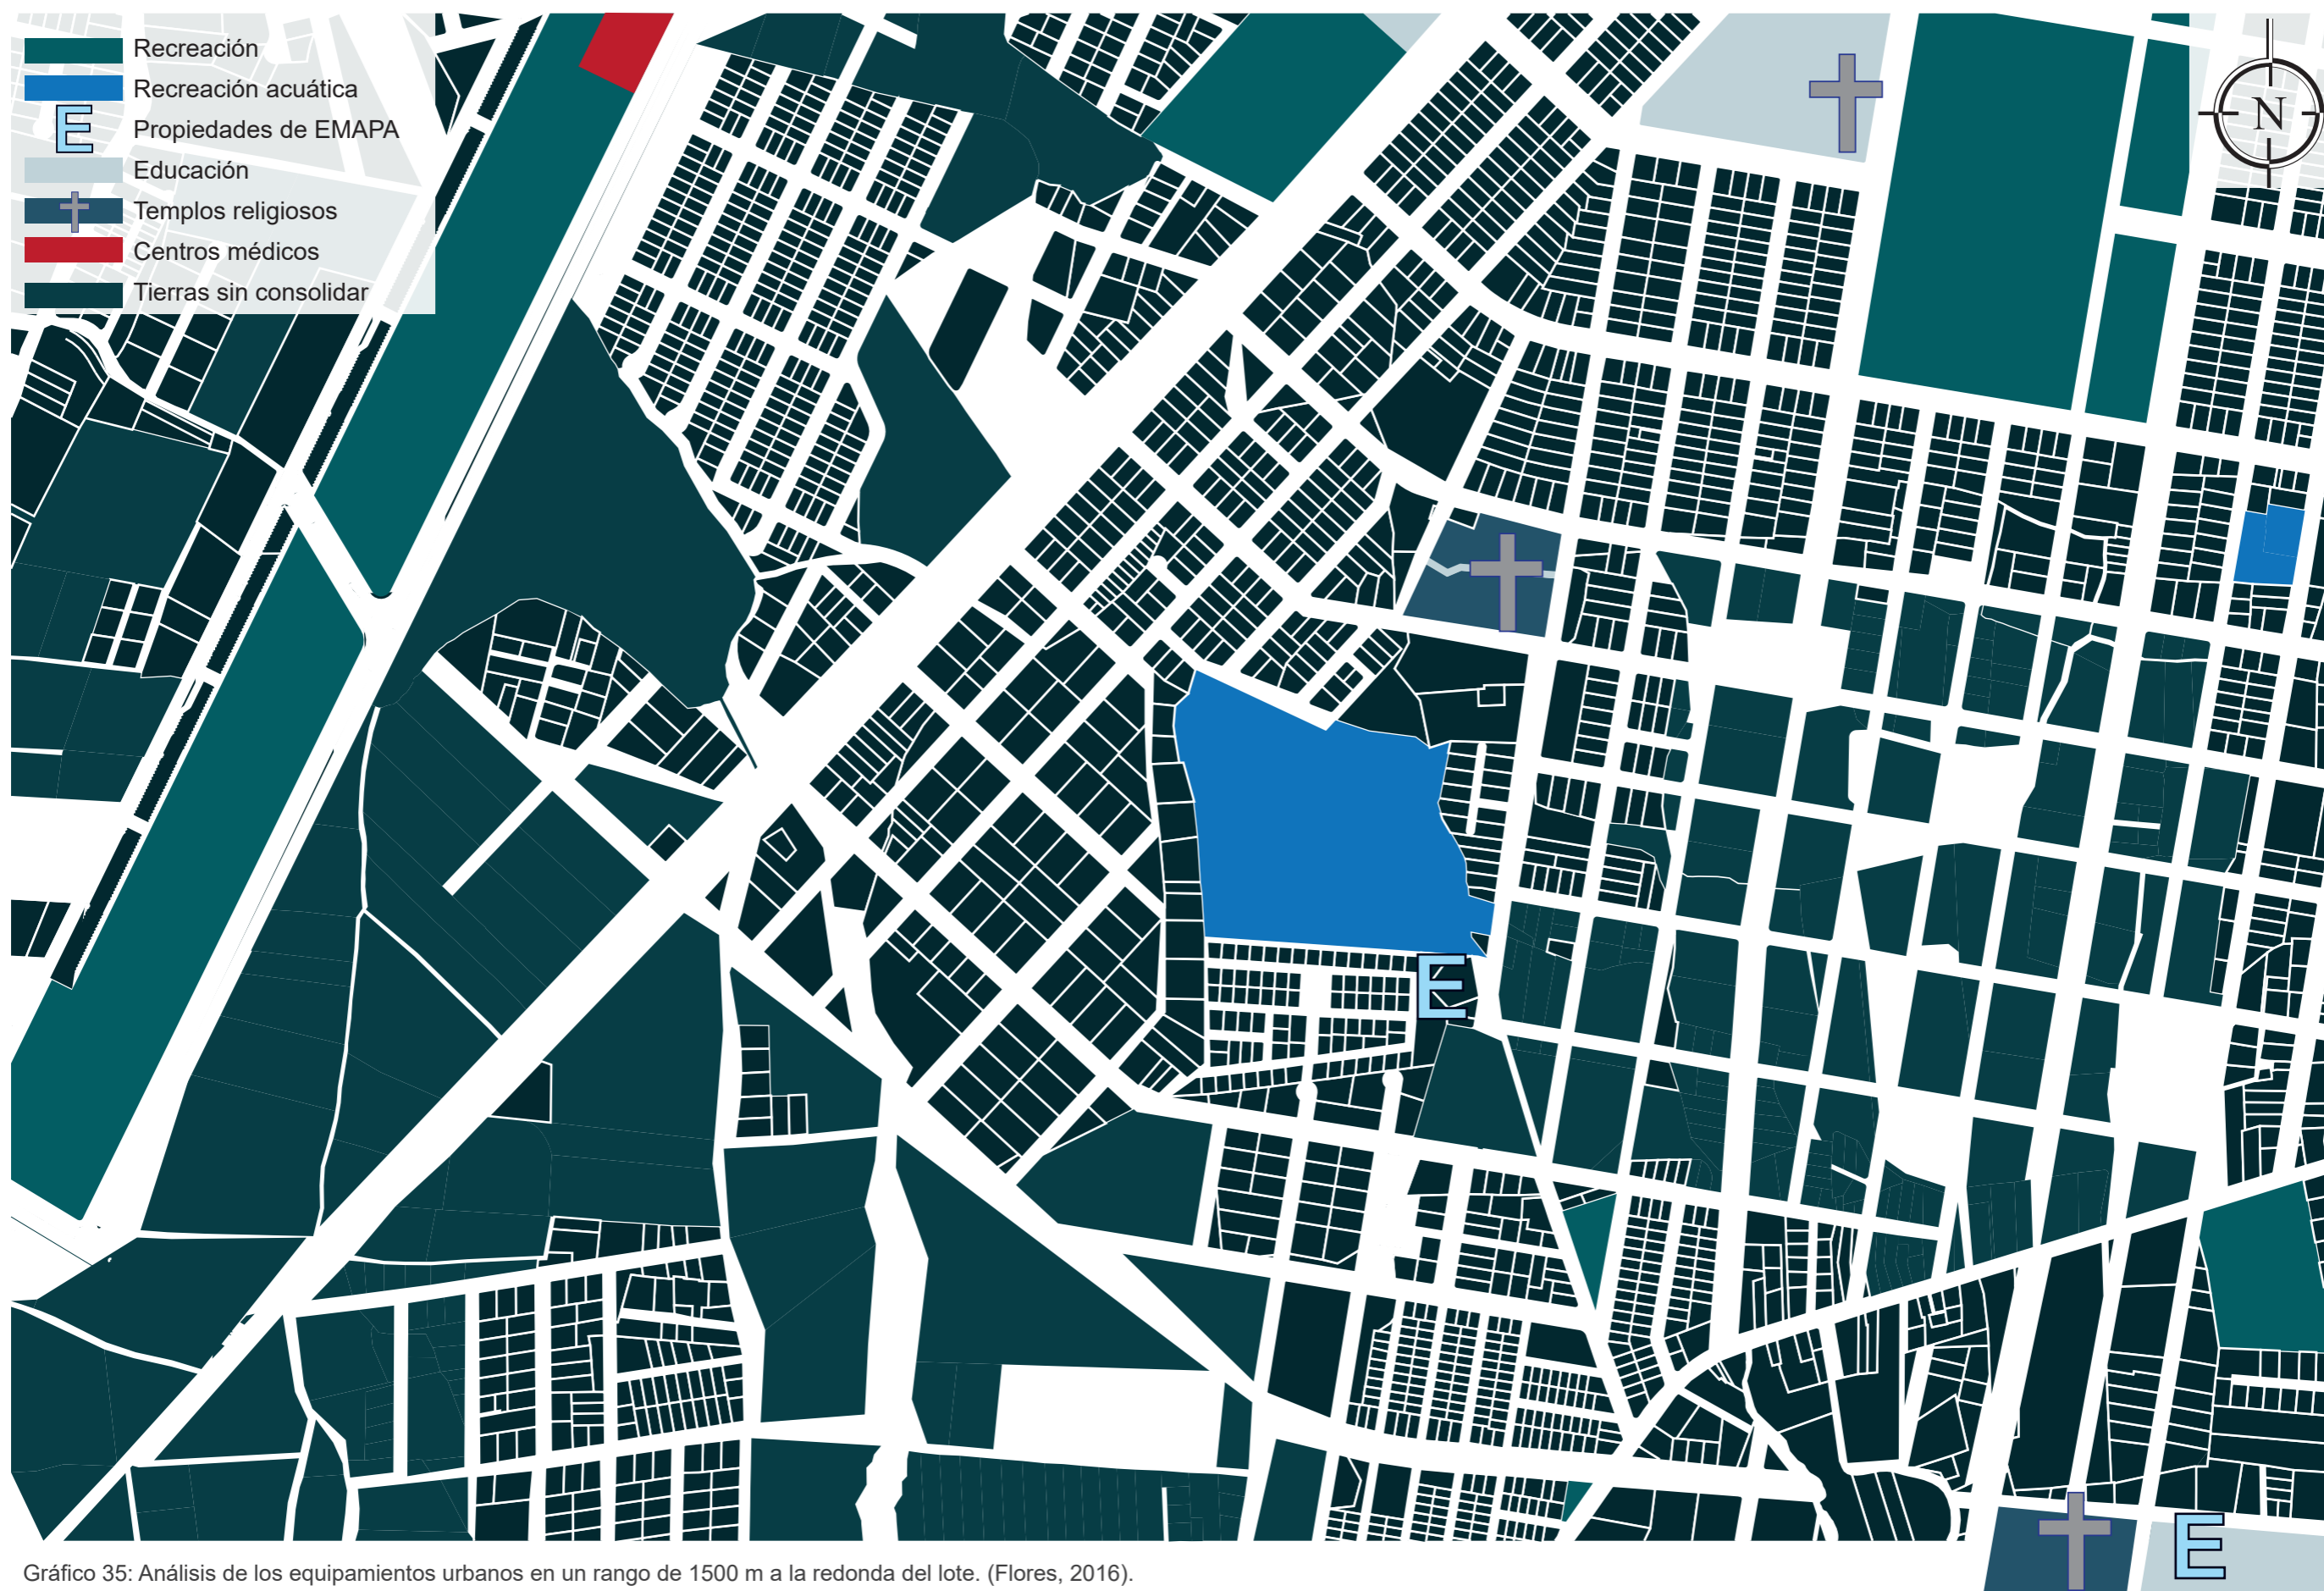 Recreación
Recreación acuática
E
Propiedades de EMAPA
Educación
Templos religiosos
Centros médicos
Tierras sin consolidar
N
E
E
Gráfico 35: Análisis de los equipamientos urbanos en un rango de 1500 m a la redonda del lote. (Flores, 2016).